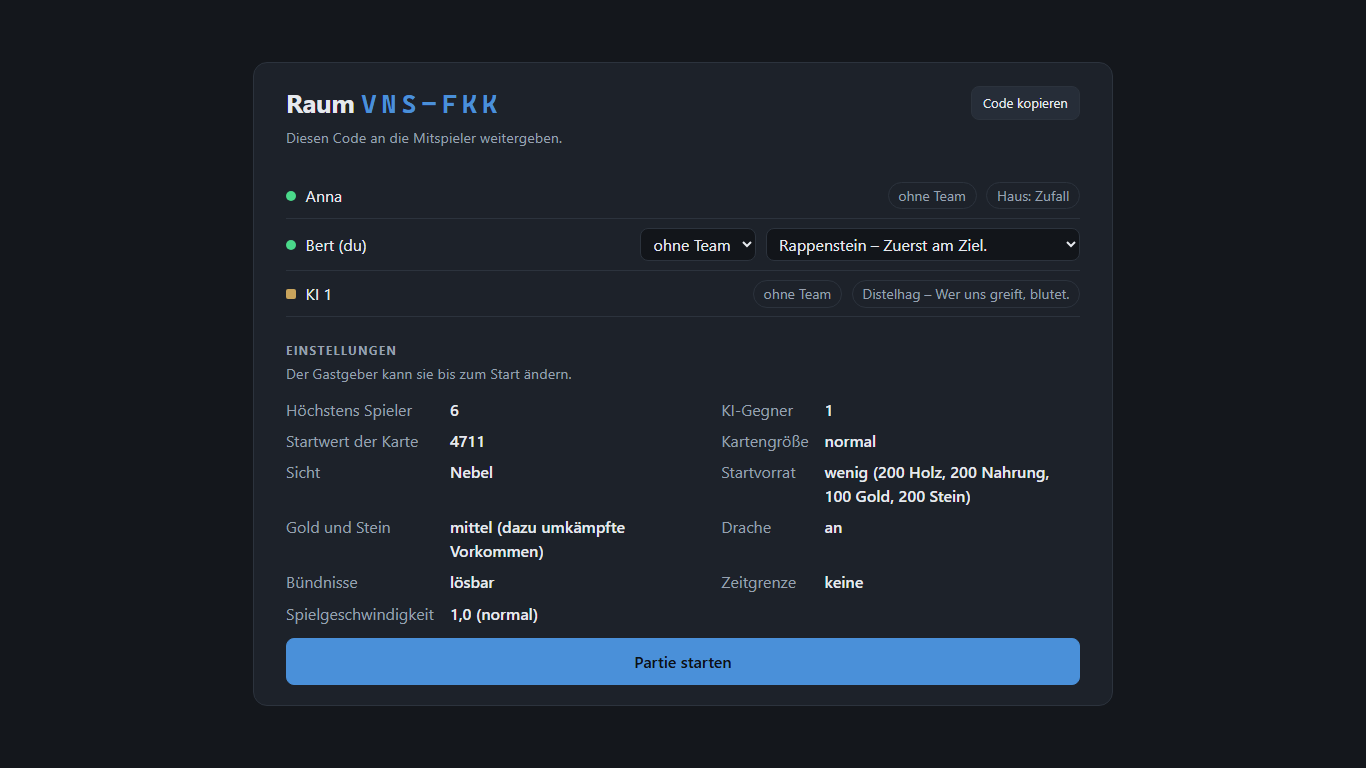 Raum VNS-FKK
Code kopieren
Diesen Code an die Mitspieler weitergeben.
Anna
ohne Team
Haus: Zufall
Bert (du)
ohne Team
Rappenstein – Zuerst am Ziel.
KI 1
ohne Team
Distelhag – Wer uns greift, blutet.
EINSTELLUNGEN
Der Gastgeber kann sie bis zum Start ändern.
Höchstens Spieler 6
KI-Gegner 1
Startwert der Karte 4711
Kartengröße normal
Sicht Nebel
Startvorrat wenig (200 Holz, 200 Nahrung,
100 Gold, 200 Stein)
Gold und Stein mittel (dazu umkämpfte
Vorkommen)
Drache an
Bündnisse lösbar
Zeitgrenze keine
Spielgeschwindigkeit 1,0 (normal)
Partie starten